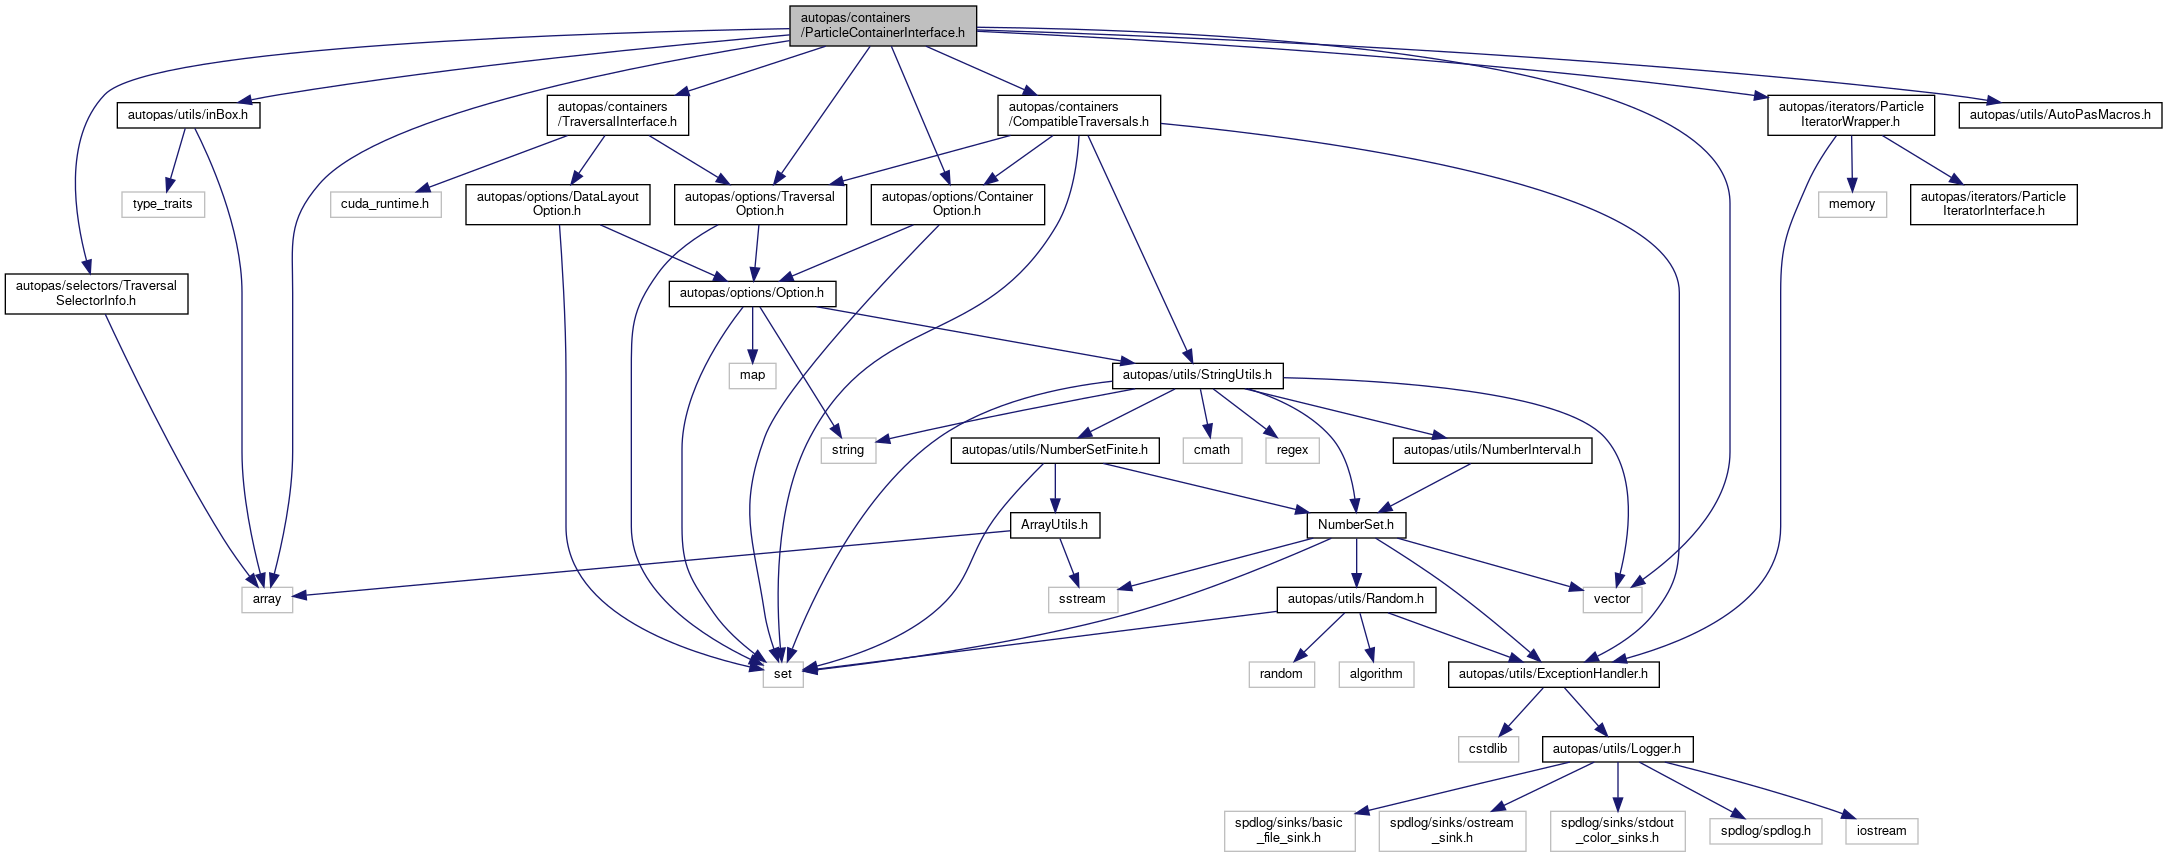 autopas/containers
/ParticleContainerInterface.h
autopas/utils/inBox.h
autopas/containers
/TraversalInterface.h
autopas/containers
/CompatibleTraversals.h
autopas/iterators/Particle
IteratorWrapper.h
autopas/utils/AutoPasMacros.h
type_traits
cuda_runtime.h
autopas/options/DataLayout
Option.h
autopas/options/Traversal
Option.h
autopas/options/Container
Option.h
memory
autopas/iterators/Particle
IteratorInterface.h
autopas/selectors/Traversal
SelectorInfo.h
autopas/options/Option.h
map
autopas/utils/StringUtils.h
string
autopas/utils/NumberSetFinite.h
cmath
regex
autopas/utils/NumberInterval.h
ArrayUtils.h
NumberSet.h
array
sstream
autopas/utils/Random.h
vector
set
random
algorithm
autopas/utils/ExceptionHandler.h
cstdlib
autopas/utils/Logger.h
spdlog/sinks/basic
_file_sink.h
spdlog/sinks/ostream
_sink.h
spdlog/sinks/stdout
_color_sinks.h
spdlog/spdlog.h
iostream